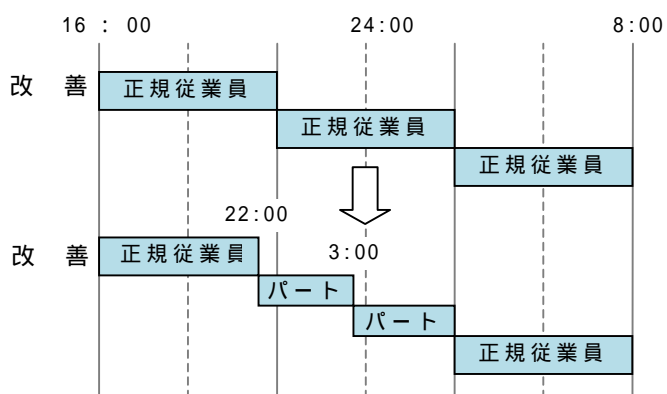 16 : 00 24:00 8:00
改 善 正規従業員
正規従業員
正規従業員
22:00
改 善 正規従業員 3:00
パート
パート
正規従業員